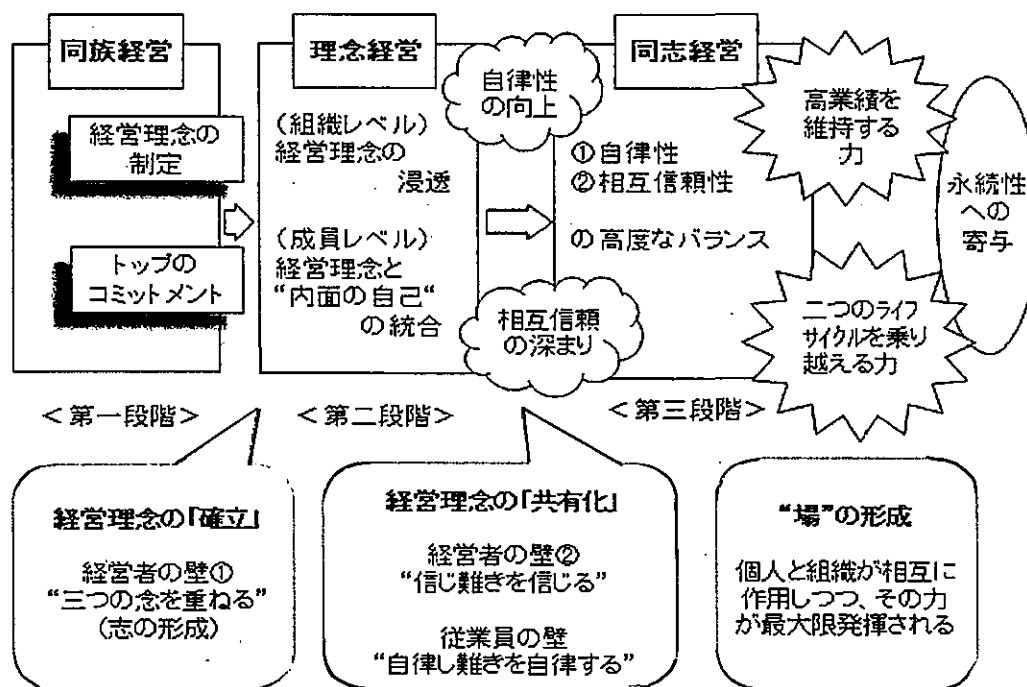 同族経営
経営理念の
制定
トップの
コミットメント
理念経営
(組織レベル)
経営理念の
浸透
(成員レベル)
経営理念と
“内面の自己“
の統合
自律性
の向上
相互信頼
の深まり
同志経営
①自律性
②相互信頼性
の高度なバランス
高業績を
維持する
力
二つのライフ
サイクルを乗り
越える力
永続性
への
寄与
<第一段階>
<第二段階>
<第三段階>
経営理念の「確立」
経営者の壁①
“三つの念を重ねる”
(志の形成)
経営理念の「共有化」
経営者の壁②
“信じ難きを信じる”
従業員の壁
“自律し難きを自律する”
“場”の形成
個人と組織が相互に
作用しつつ、その力
が最大限発揮される